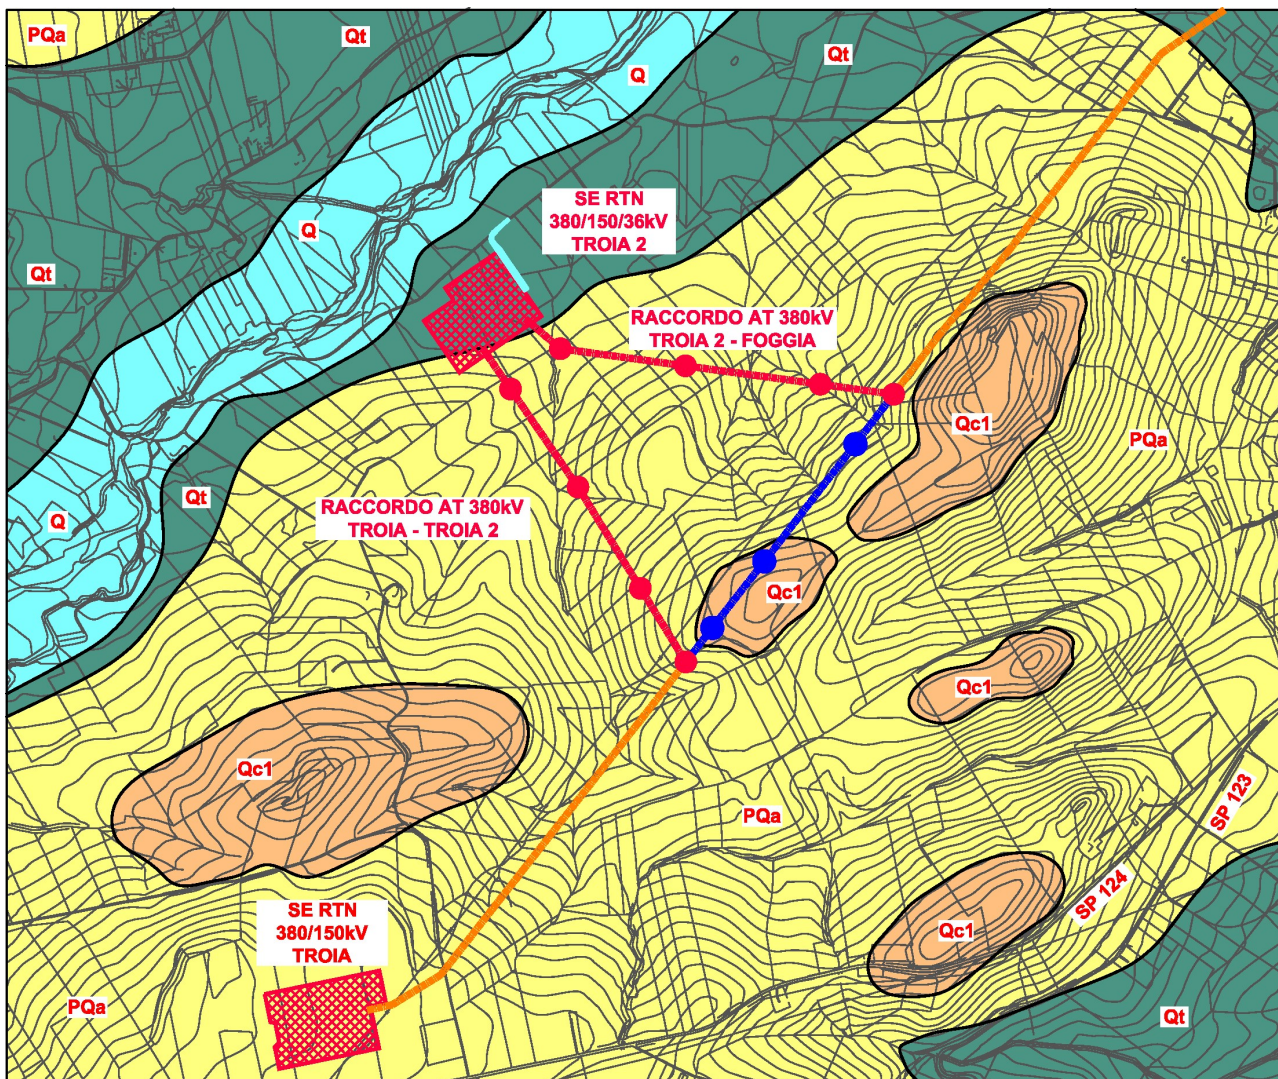 PQa
Qt
Q
Qt
SE RTN
380/150/36kV
TROIA 2
Q
Qt
RACCORDO AT 380kV
TROIA 2 - FOGGIA
Qc1
PQa
Qt
RACCORDO AT 380kV
TROIA - TROIA 2
Q
Qc1
Qc1
Qc1
PQa
SP 123
SP 124
SE RTN
380/150kV
TROIA
Qc1
PQa
Qt